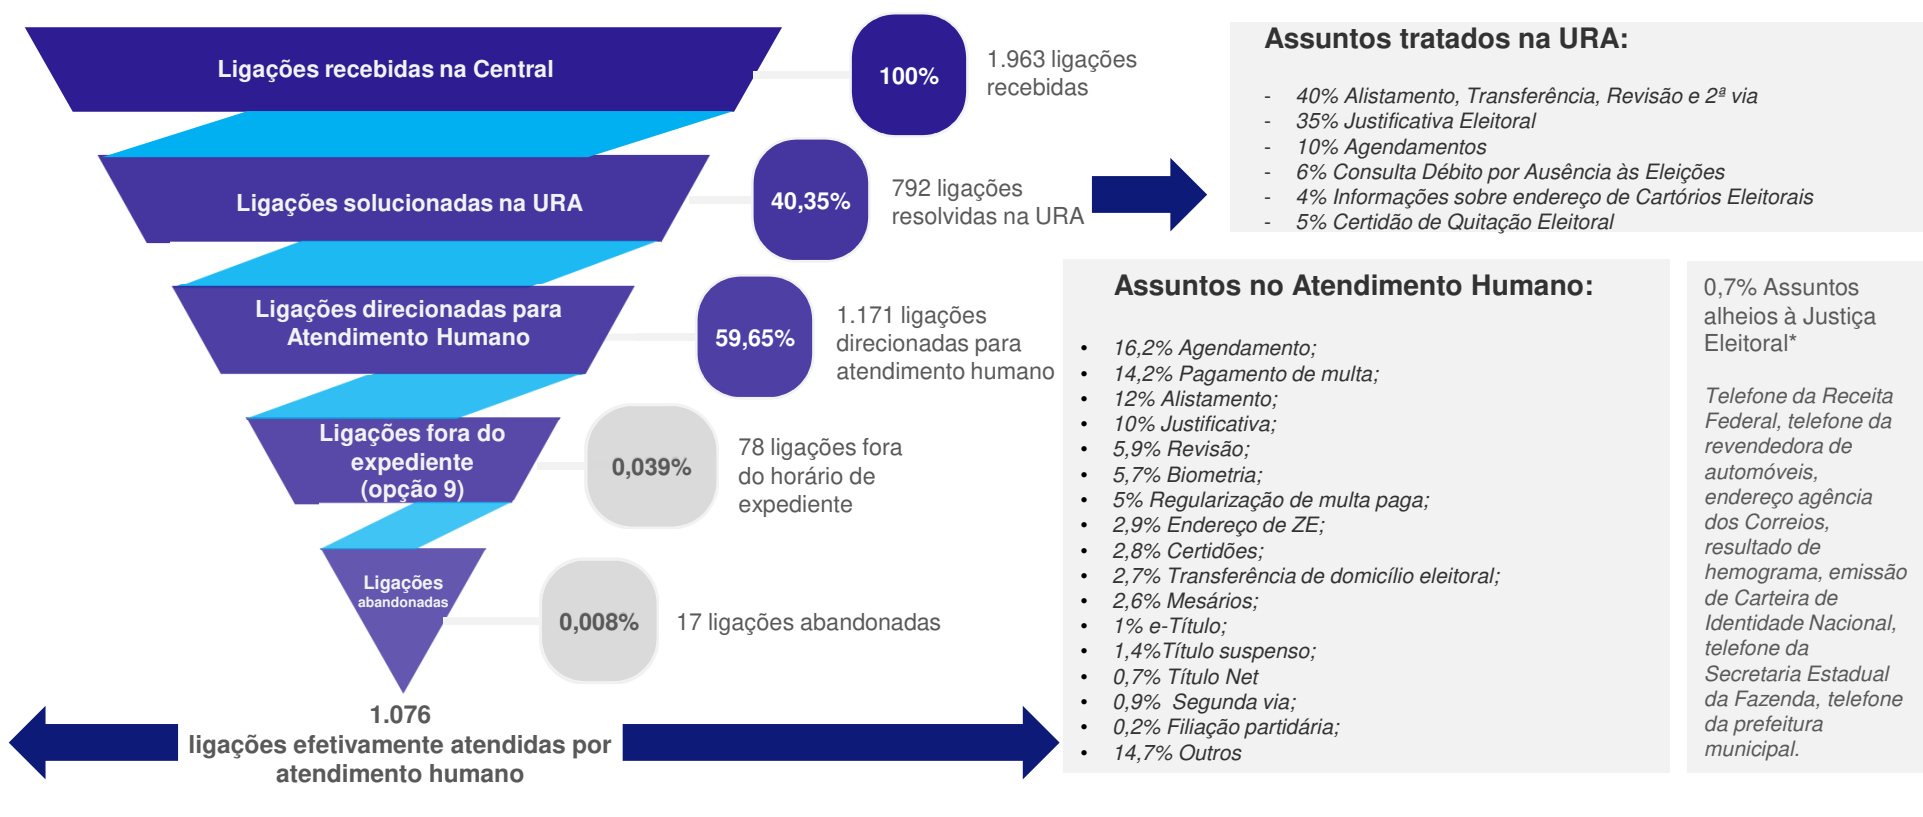 Ligações recebidas na Central
100%
1.963 ligações
recebidas
Ligações solucionadas na URA
40,35%
792 ligações
resolvidas na URA
Ligações direcionadas para
Atendimento Humano
59,65%
1.171 ligações
direcionadas para
atendimento humano
Ligações fora do
expediente
(opção 9)
0,039%
78 ligações fora
do horário de
expediente
Ligações
abandonadas
0,008%
17 ligações abandonadas
1.076
ligações efetivamente atendidas por
atendimento humano
Assuntos tratados na URA:
- 40% Alistamento, Transferência, Revisão e 2ª via
- 35% Justificativa Eleitoral
- 10% Agendamentos
- 6% Consulta Débito por Ausência às Eleições
- 4% Informações sobre endereço de Cartórios Eleitorais
- 5% Certidão de Quitação Eleitoral
Assuntos no Atendimento Humano:
• 16,2% Agendamento;
• 14,2% Pagamento de multa;
• 12% Alistamento;
• 10% Justificativa;
• 5,9% Revisão;
• 5,7% Biometria;
• 5% Regularização de multa paga;
• 2,9% Endereço de ZE;
• 2,8% Certidões;
• 2,7% Transferência de domicílio eleitoral;
• 2,6% Mesários;
• 1% e-Título;
• 1,4%Título suspenso;
• 0,7% Título Net
• 0,9% Segunda via;
• 0,2% Filiação partidária;
• 14,7% Outros
0,7% Assuntos
alheios à Justiça
Eleitoral*
Telefone da Receita
Federal, telefone da
revendedora de
automóveis,
endereço agência
dos Correios,
resultado de
hemograma, emissão
de Carteira de
Identidade Nacional,
telefone da
Secretaria Estadual
da Fazenda, telefone
da prefeitura
municipal.